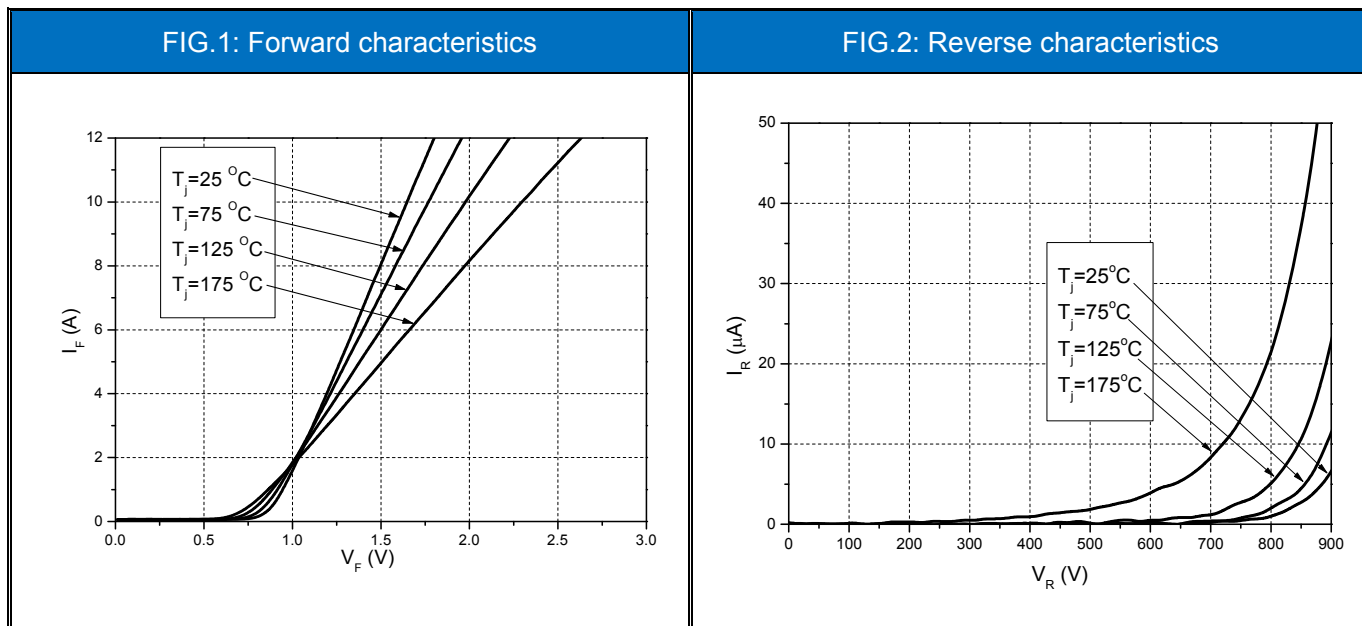 FIG.1: Forward characteristics
12
10
8
6
4
2
0
I_F (A)
T_j=25 °C
T_j=75 °C
T_j=125 °C
T_j=175 °C
0.0 0.5 1.0 1.5 2.0 2.5 3.0
V_F (V)
FIG.2: Reverse characteristics
50
40
30
20
10
0
I_R (μA)
T_j=25°C
T_j=75°C
T_j=125°C
T_j=175°C
0 100 200 300 400 500 600 700 800 900
V_R (V)